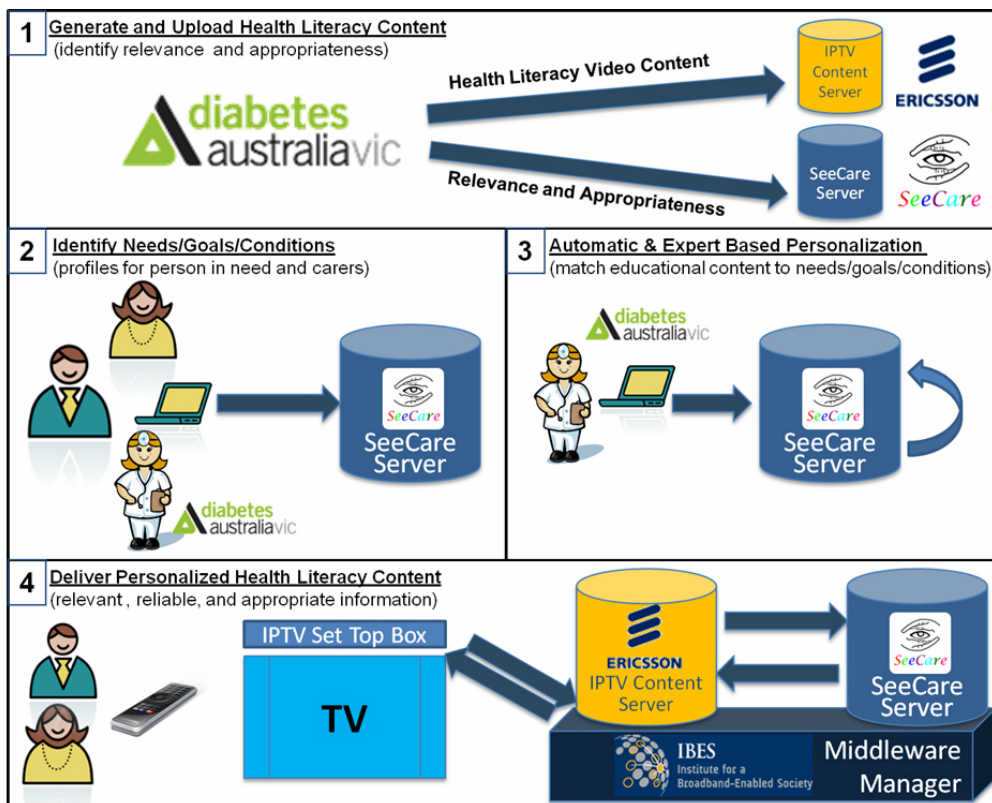 1 Generate and Upload Health Literacy Content
(identify relevance and appropriateness)
diabetes
australiavic
Health Literacy Video Content
Relevance and Appropriateness
IPTV
Content
Server
ERICSSON
SeeCare
Server
SeeCare
2 Identify Needs/Goals/Conditions
(profiles for person in need and carers)
SeeCare
SeeCare
Server
diabetes
australiavic
3 Automatic & Expert Based Personalization
(match educational content to needs/goals/conditions)
diabetes
australiavic
SeeCare
SeeCare
Server
4 Deliver Personalized Health Literacy Content
(relevant , reliable, and appropriate information)
IPTV Set Top Box
TV
ERICSSON
IPTV Content
Server
SeeCare
SeeCare
Server
IBES
Institute for a
Broadband-Enabled Society
Middleware
Manager